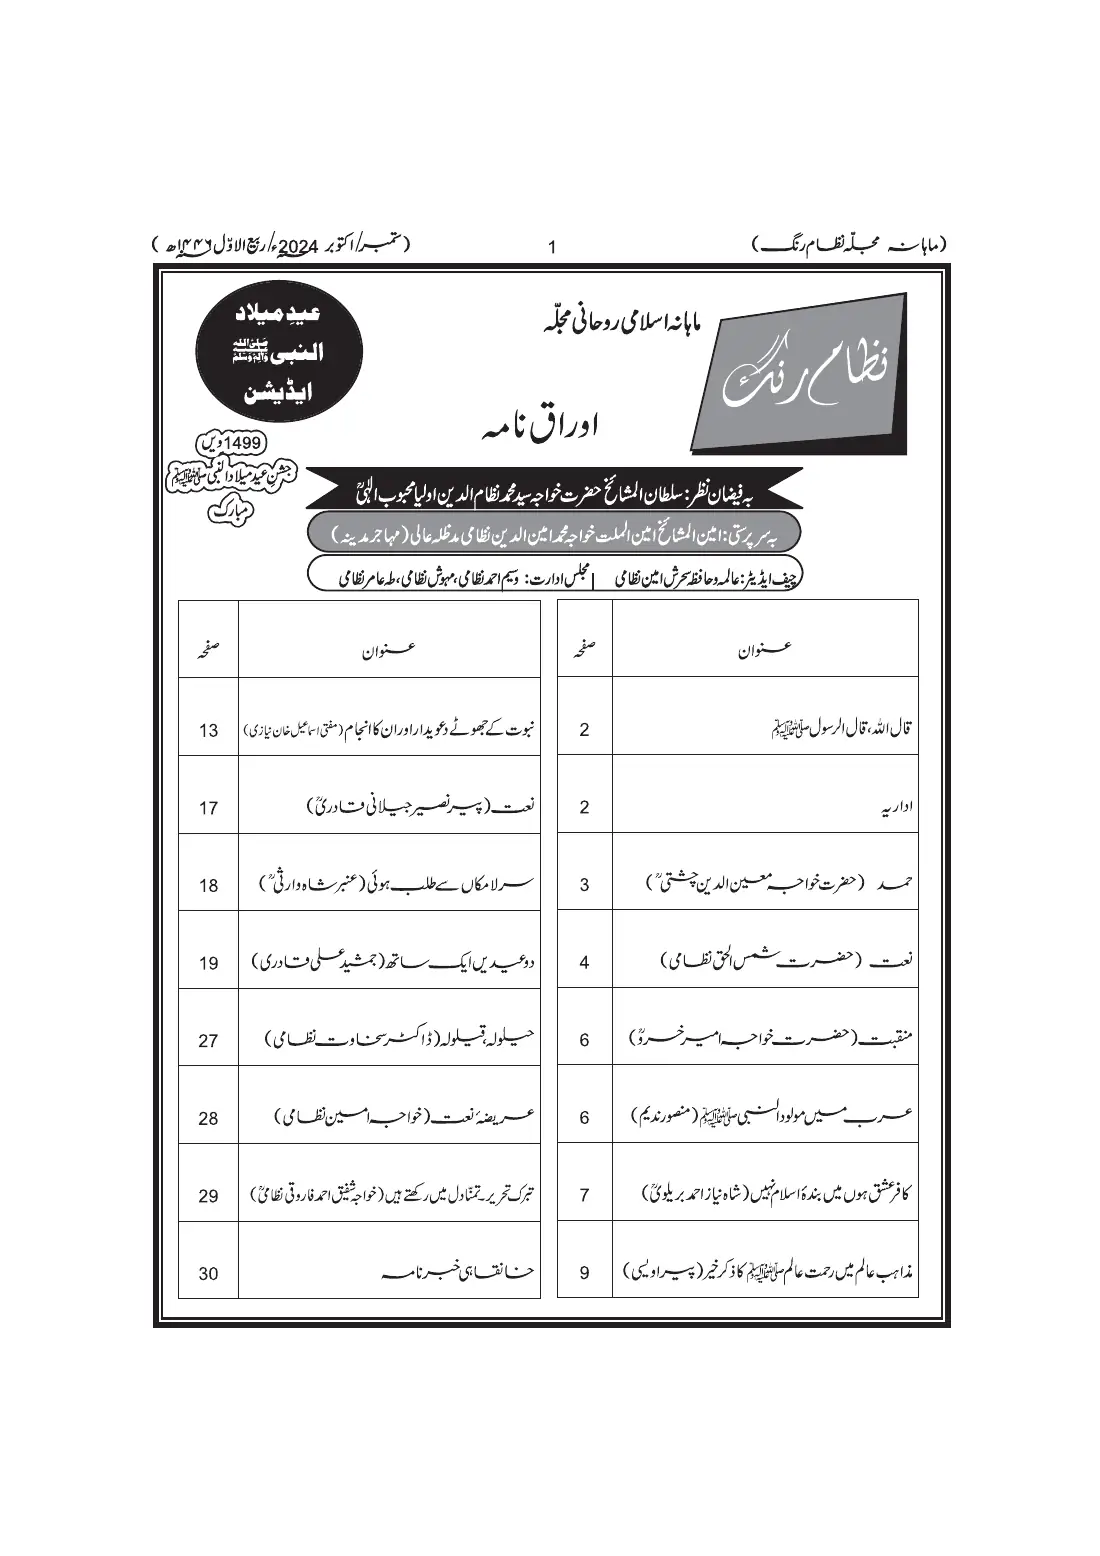 (ماہانہ مجلّہ نظام رنگ)
1
(ستمبر/اکتوبر 2024ء/ربیع الاوّل ۱۴۴۶ھ)
نظام رنگ
ماہانہ اسلامی روحانی مجلّہ
اوراق نامہ
عیدِ میلاد
النبی ﷺ
ایڈیشن
1499ویں
جشنِ عید میلاد النبی ﷺ
مبارک
بہ فیضان نظر: سلطان المشائخ حضرت خواجہ سید محمد نظام الدین اولیا محبوب الٰہیؒ
بہ سرپرستی: امین المشائخ امین الملت خواجہ محمد امین الدین نظامی مدظلہ عالی (مہاجر مدینہ)
چیف ایڈیٹر: عالمہ و حافظہ سحرش امین نظامی | مجلس ادارت: وسیم احمد نظامی، مہوش نظامی، طہ عامر نظامی
عنوان صفحہ
قال اللہ، قال الرسول ﷺ 2
اداریہ 2
حمد (حضرت خواجہ معین الدین چشتیؒ) 3
نعت (حضرت شمس الحق نظامی) 4
منقبت (حضرت خواجہ امیر خسروؒ) 6
عرب میں مولود النبی ﷺ (منصور ندیم) 6
کافر عشق ہوں میں بندۂ اسلام نہیں (شاہ نیاز احمد بریلویؒ) 7
مذاہب عالم میں رحمت عالم ﷺ کا ذکر خیر (پیر اویسی) 9
عنوان صفحہ
نبوت کے جھوٹے دعویدار اور ان کا انجام (مفتی اسماعیل خان نیازی) 13
نعت (پیر نصیر جیلانی قادریؒ) 17
سر لامکاں سے طلب ہوئی (عنبر شاہ وارثیؒ) 18
دو عیدیں ایک ساتھ (جمشید علی قادری) 19
حیلولہ، قیلولہ (ڈاکٹر سخاوت نظامی) 27
عریضۂ نعت (خواجہ امین نظامی) 28
تبرک تحریر۔ تمنّا دل میں رکھتے ہیں (خواجہ شفیق احمد فاروقی نظامیؒ) 29
خانقاہی خبرنامہ 30